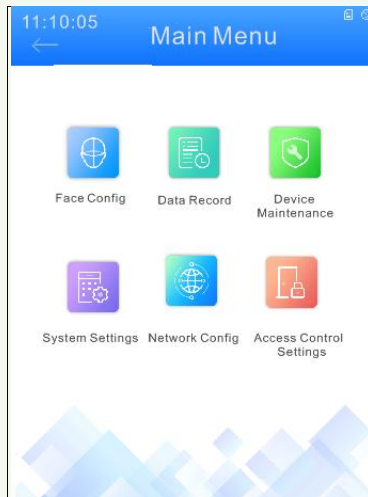 11:10:05
Main Menu
Face Config
Data Record
Device
Maintenance
System Settings
Network Config
Access Control
Settings